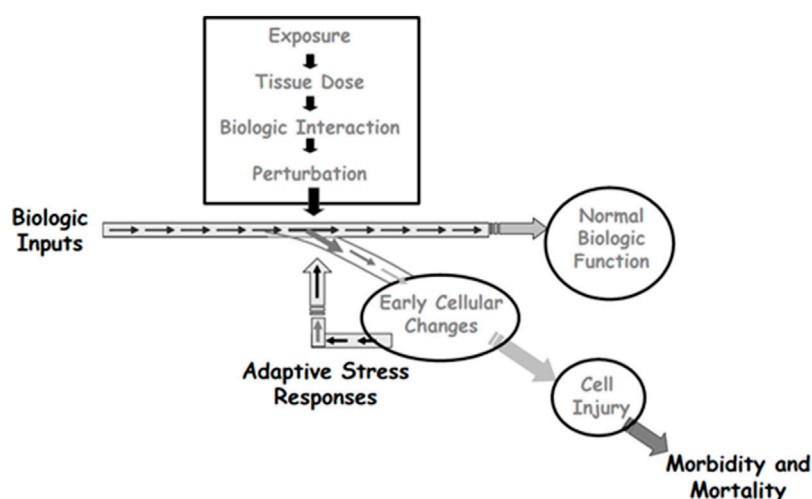 Exposure
Tissue Dose
Biologic Interaction
Perturbation
Biologic
Inputs
Normal
Biologic
Function
Early Cellular
Changes
Adaptive Stress
Responses
Cell
Injury
Morbidity and
Mortality